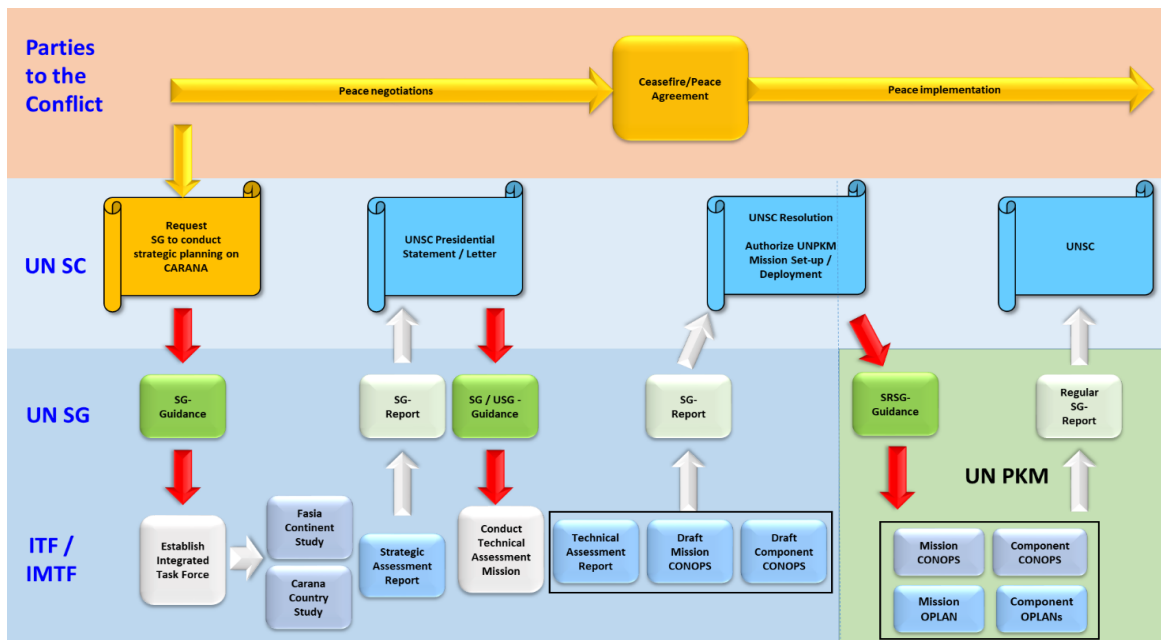 Parties
to the
Conflict
Peace negotiations
Ceasefire/Peace
Agreement
Peace implementation
UN SC
Request
SG to conduct
strategic planning on
CARANA
UNSC Presidential
Statement / Letter
UNSC Resolution
Authorize UNPKM
Mission Set-up /
Deployment
UNSC
UN SG
SG-
Guidance
SG-
Report
SG / USG -
Guidance
SG-
Report
SRSG-
Guidance
Regular
SG-
Report
UN PKM
ITF /
IMTF
Establish
Integrated
Task Force
Fasia
Continent
Study
Carana
Country
Study
Strategic
Assessment
Report
Conduct
Technical
Assessment
Mission
Technical
Assessment
Report
Draft
Mission
CONOPS
Draft
Component
CONOPS
Mission
CONOPS
Component
CONOPS
Mission
OPLAN
Component
OPLANs